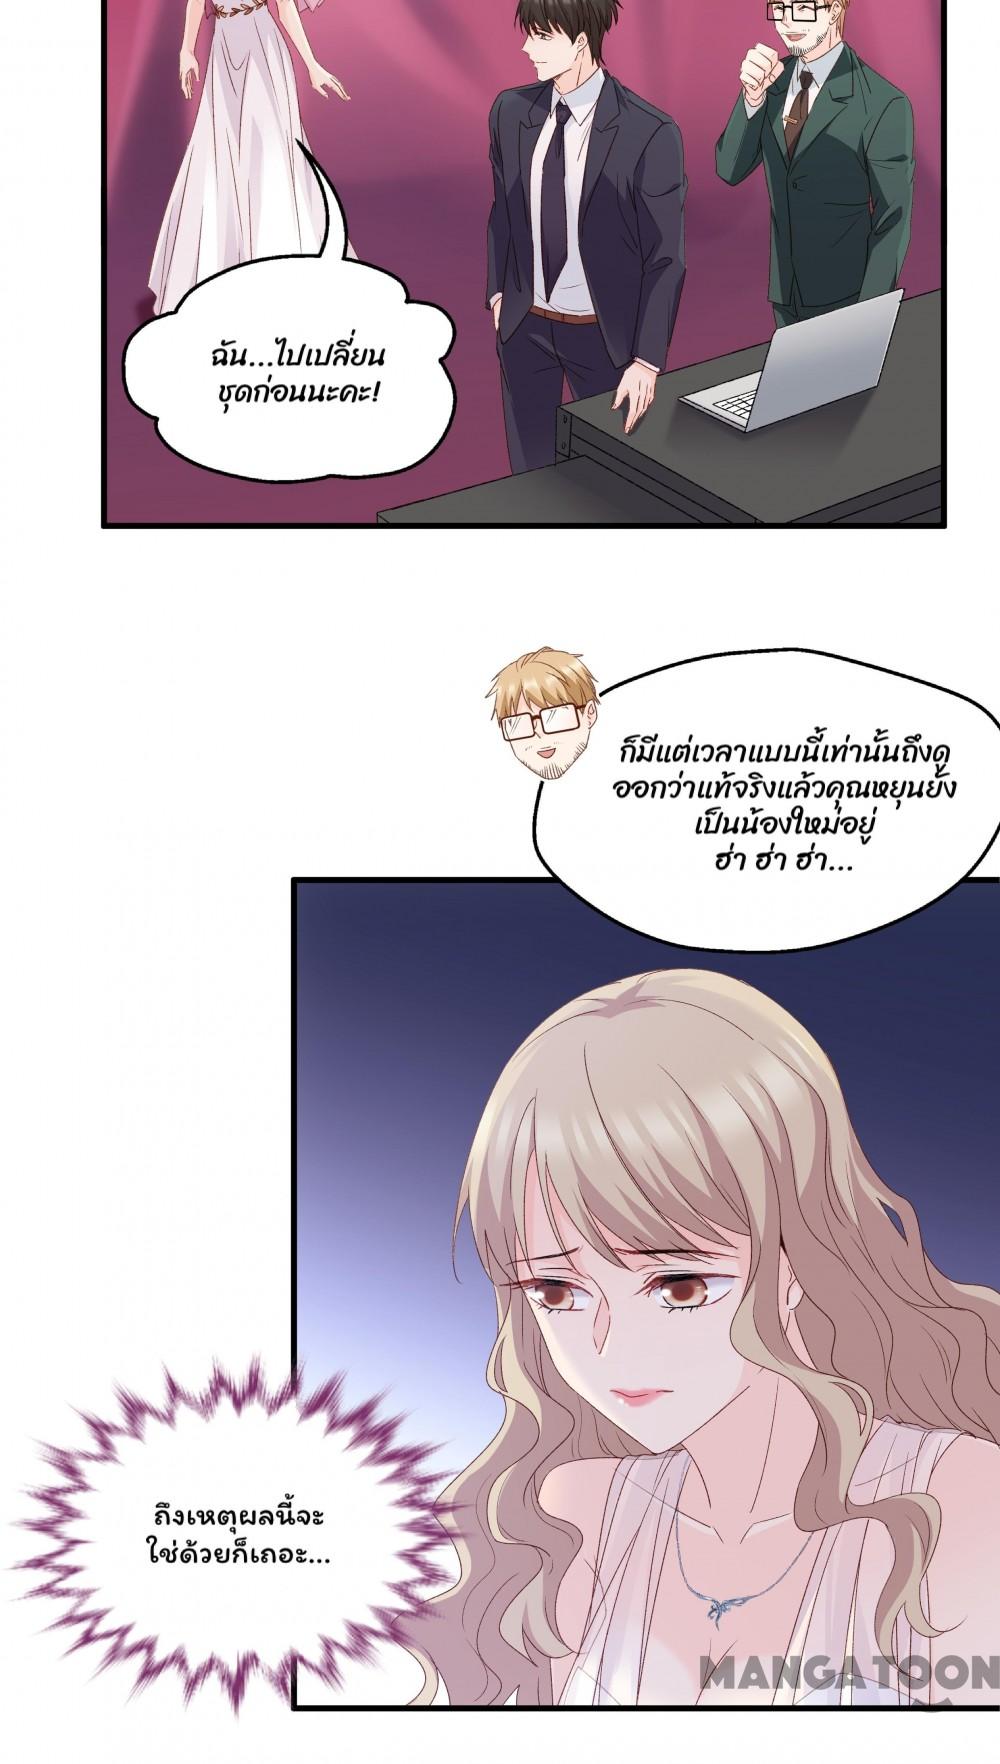 ฉัน...ไปเปลี่ยน
ชุดก่อนนะคะ!
ก็มีแต่เวลาแบบนี้เท่านั้นถึงดู
ออกว่าแท้จริงแล้วคุณหยุนยัง
เป็นน้องใหม่อยู่
ฮ่า ฮ่า ฮ่า...
ถึงเหตุผลนี้จะ
ใช่ด้วยก็เถอะ...
MANGATOON